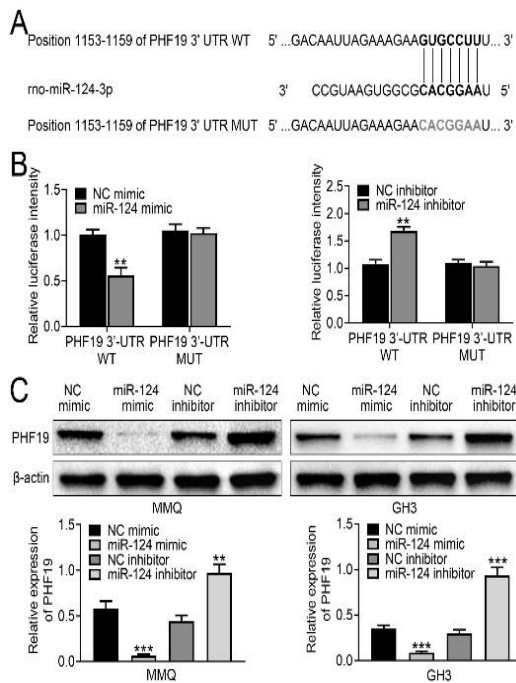 A
Position 1153-1159 of PHF19 3' UTR WT 5' ...GACAAUUAGAAAGAAGUGCCUUU... 3'
rno-miR-124-3p 3' CCGUAAGUGGCGCACGGAAU 5'
Position 1153-1159 of PHF19 3' UTR MUT 5' ...GACAAUUAGAAAGAACACGGAAU... 3'
B
Relative luciferase intensity
1.5
1.0
0.5
0.0
NC mimic
miR-124 mimic
**
PHF19 3'-UTR PHF19 3'-UTR
WT MUT
Relative luciferase intensity
2.5
2.0
1.5
1.0
0.5
0.0
NC inhibitor
miR-124 inhibitor
**
PHF19 3'-UTR PHF19 3'-UTR
WT MUT
C
NC miR-124 NC miR-124 NC miR-124 NC miR-124
mimic mimic inhibitor inhibitor mimic mimic inhibitor inhibitor
PHF19
β-actin
MMQ GH3
Relative expression
of PHF19
1.5
1.0
0.5
0.0
NC mimic
miR-124 mimic
NC inhibitor
miR-124 inhibitor
**
***
MMQ
Relative expression
of PHF19
1.5
1.0
0.5
0.0
NC mimic
miR-124 mimic
NC inhibitor
miR-124 inhibitor
***
***
GH3